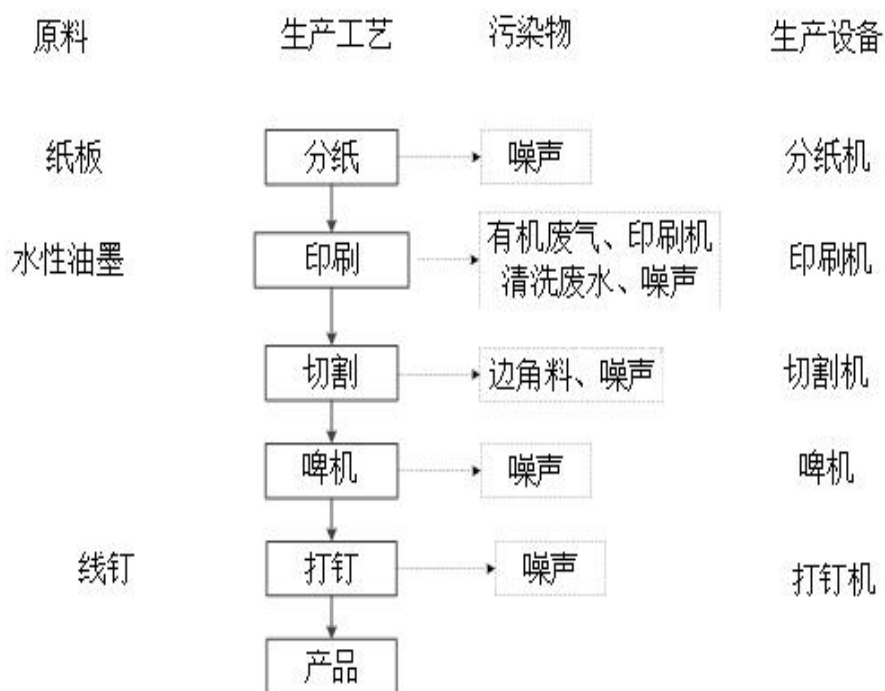 原料 生产工艺 污染物 生产设备
纸板 分纸 噪声 分纸机
水性油墨 印刷 有机废气、印刷机 印刷机
清洗废水、噪声
切割 边角料、噪声 切割机
啤机 噪声 啤机
线钉 打钉 噪声 打钉机
产品